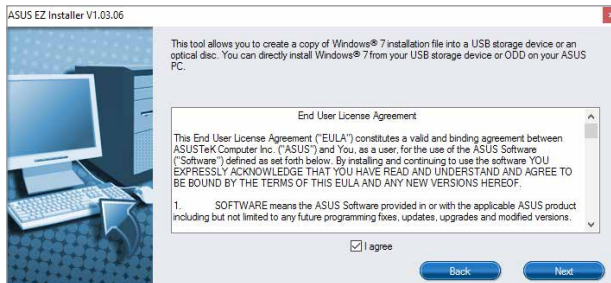 ASUS EZ Installer V1.03.06
This tool allows you to create a copy of Windows® 7 installation file into a USB storage device or an
optical disc. You can directly install Windows® 7 from your USB storage device or ODD on your ASUS
PC.
End User License Agreement
This End User License Agreement ("EULA") constitutes a valid and binding agreement between
ASUSTeK Computer Inc. ("ASUS") and You, as a user, for the use of the ASUS Software
("Software") defined as set forth below. By installing and continuing to use the software YOU
EXPRESSLY ACKNOWLEDGE THAT YOU HAVE READ AND UNDERSTAND AND AGREE TO
BE BOUND BY THE TERMS OF THIS EULA AND ANY NEW VERSIONS HEREOF.
1. SOFTWARE means the ASUS Software provided in or with the applicable ASUS product
including but not limited to any future programming fixes, updates, upgrades and modified versions.
I agree
Back Next